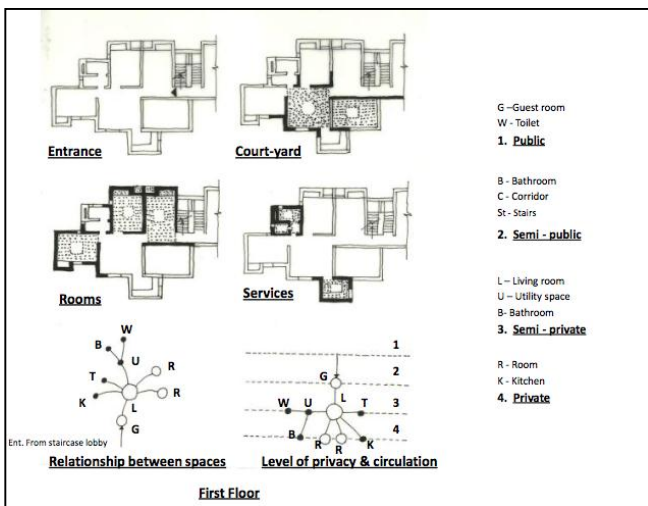 Entrance
Court-yard
Rooms
Services
W
B
U
R
T
R
K
L
G
Ent. From staircase lobby
Relationship between spaces
1
2
G
L
3
W
U
T
4
B
R
R
K
Level of privacy & circulation
First Floor
G –Guest room
W - Toilet
1. Public
B - Bathroom
C - Corridor
St - Stairs
2. Semi - public
L – Living room
U – Utility space
B- Bathroom
3. Semi - private
R - Room
K - Kitchen
4. Private